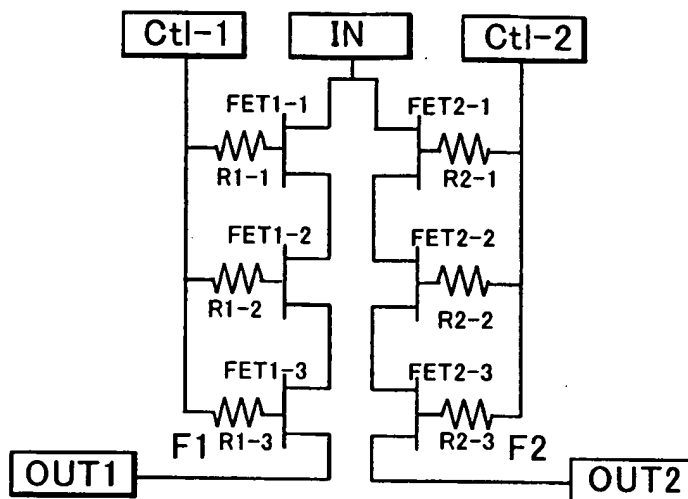 Ctl-1
IN
Ctl-2
FET1-1
FET2-1
R1-1
R2-1
FET1-2
FET2-2
R1-2
R2-2
FET1-3
FET2-3
R1-3
R2-3
F1
F2
OUT1
OUT2